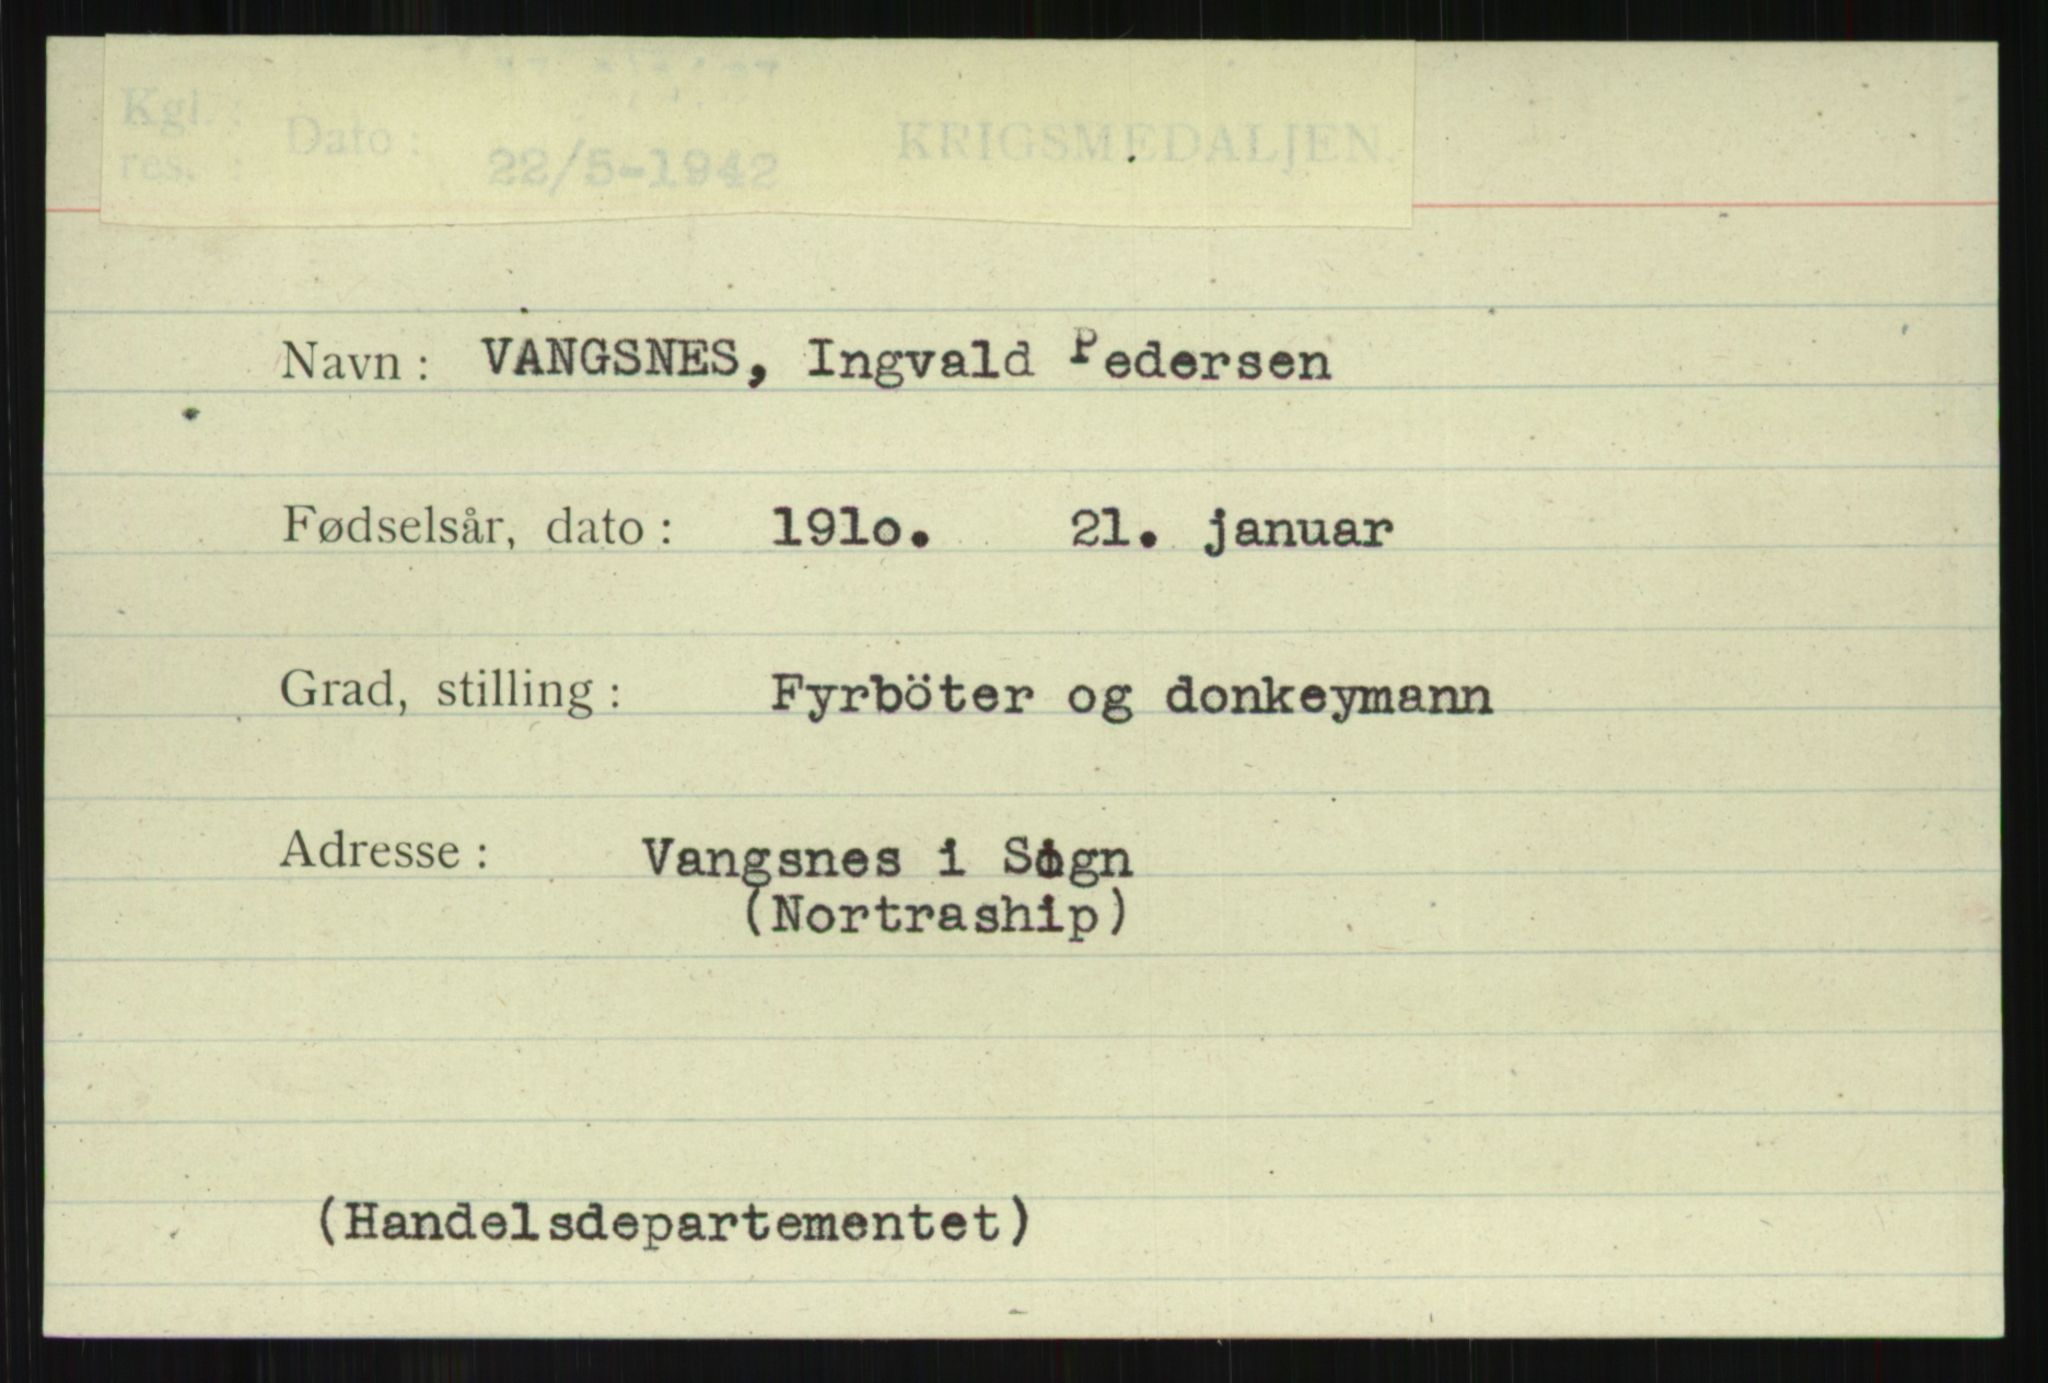 Kgl. :
res. :
Dato : 22/5-1942 KRIGSMEDALJEN.
Navn : VANGSNES, Ingvald Pedersen
Fødselsår, dato : 191o. 21. januar
Grad, stilling : Fyrböter og donkeymann
Adresse : Vangsnes i Sogn
(Nortraship)
(Handelsdepartementet)